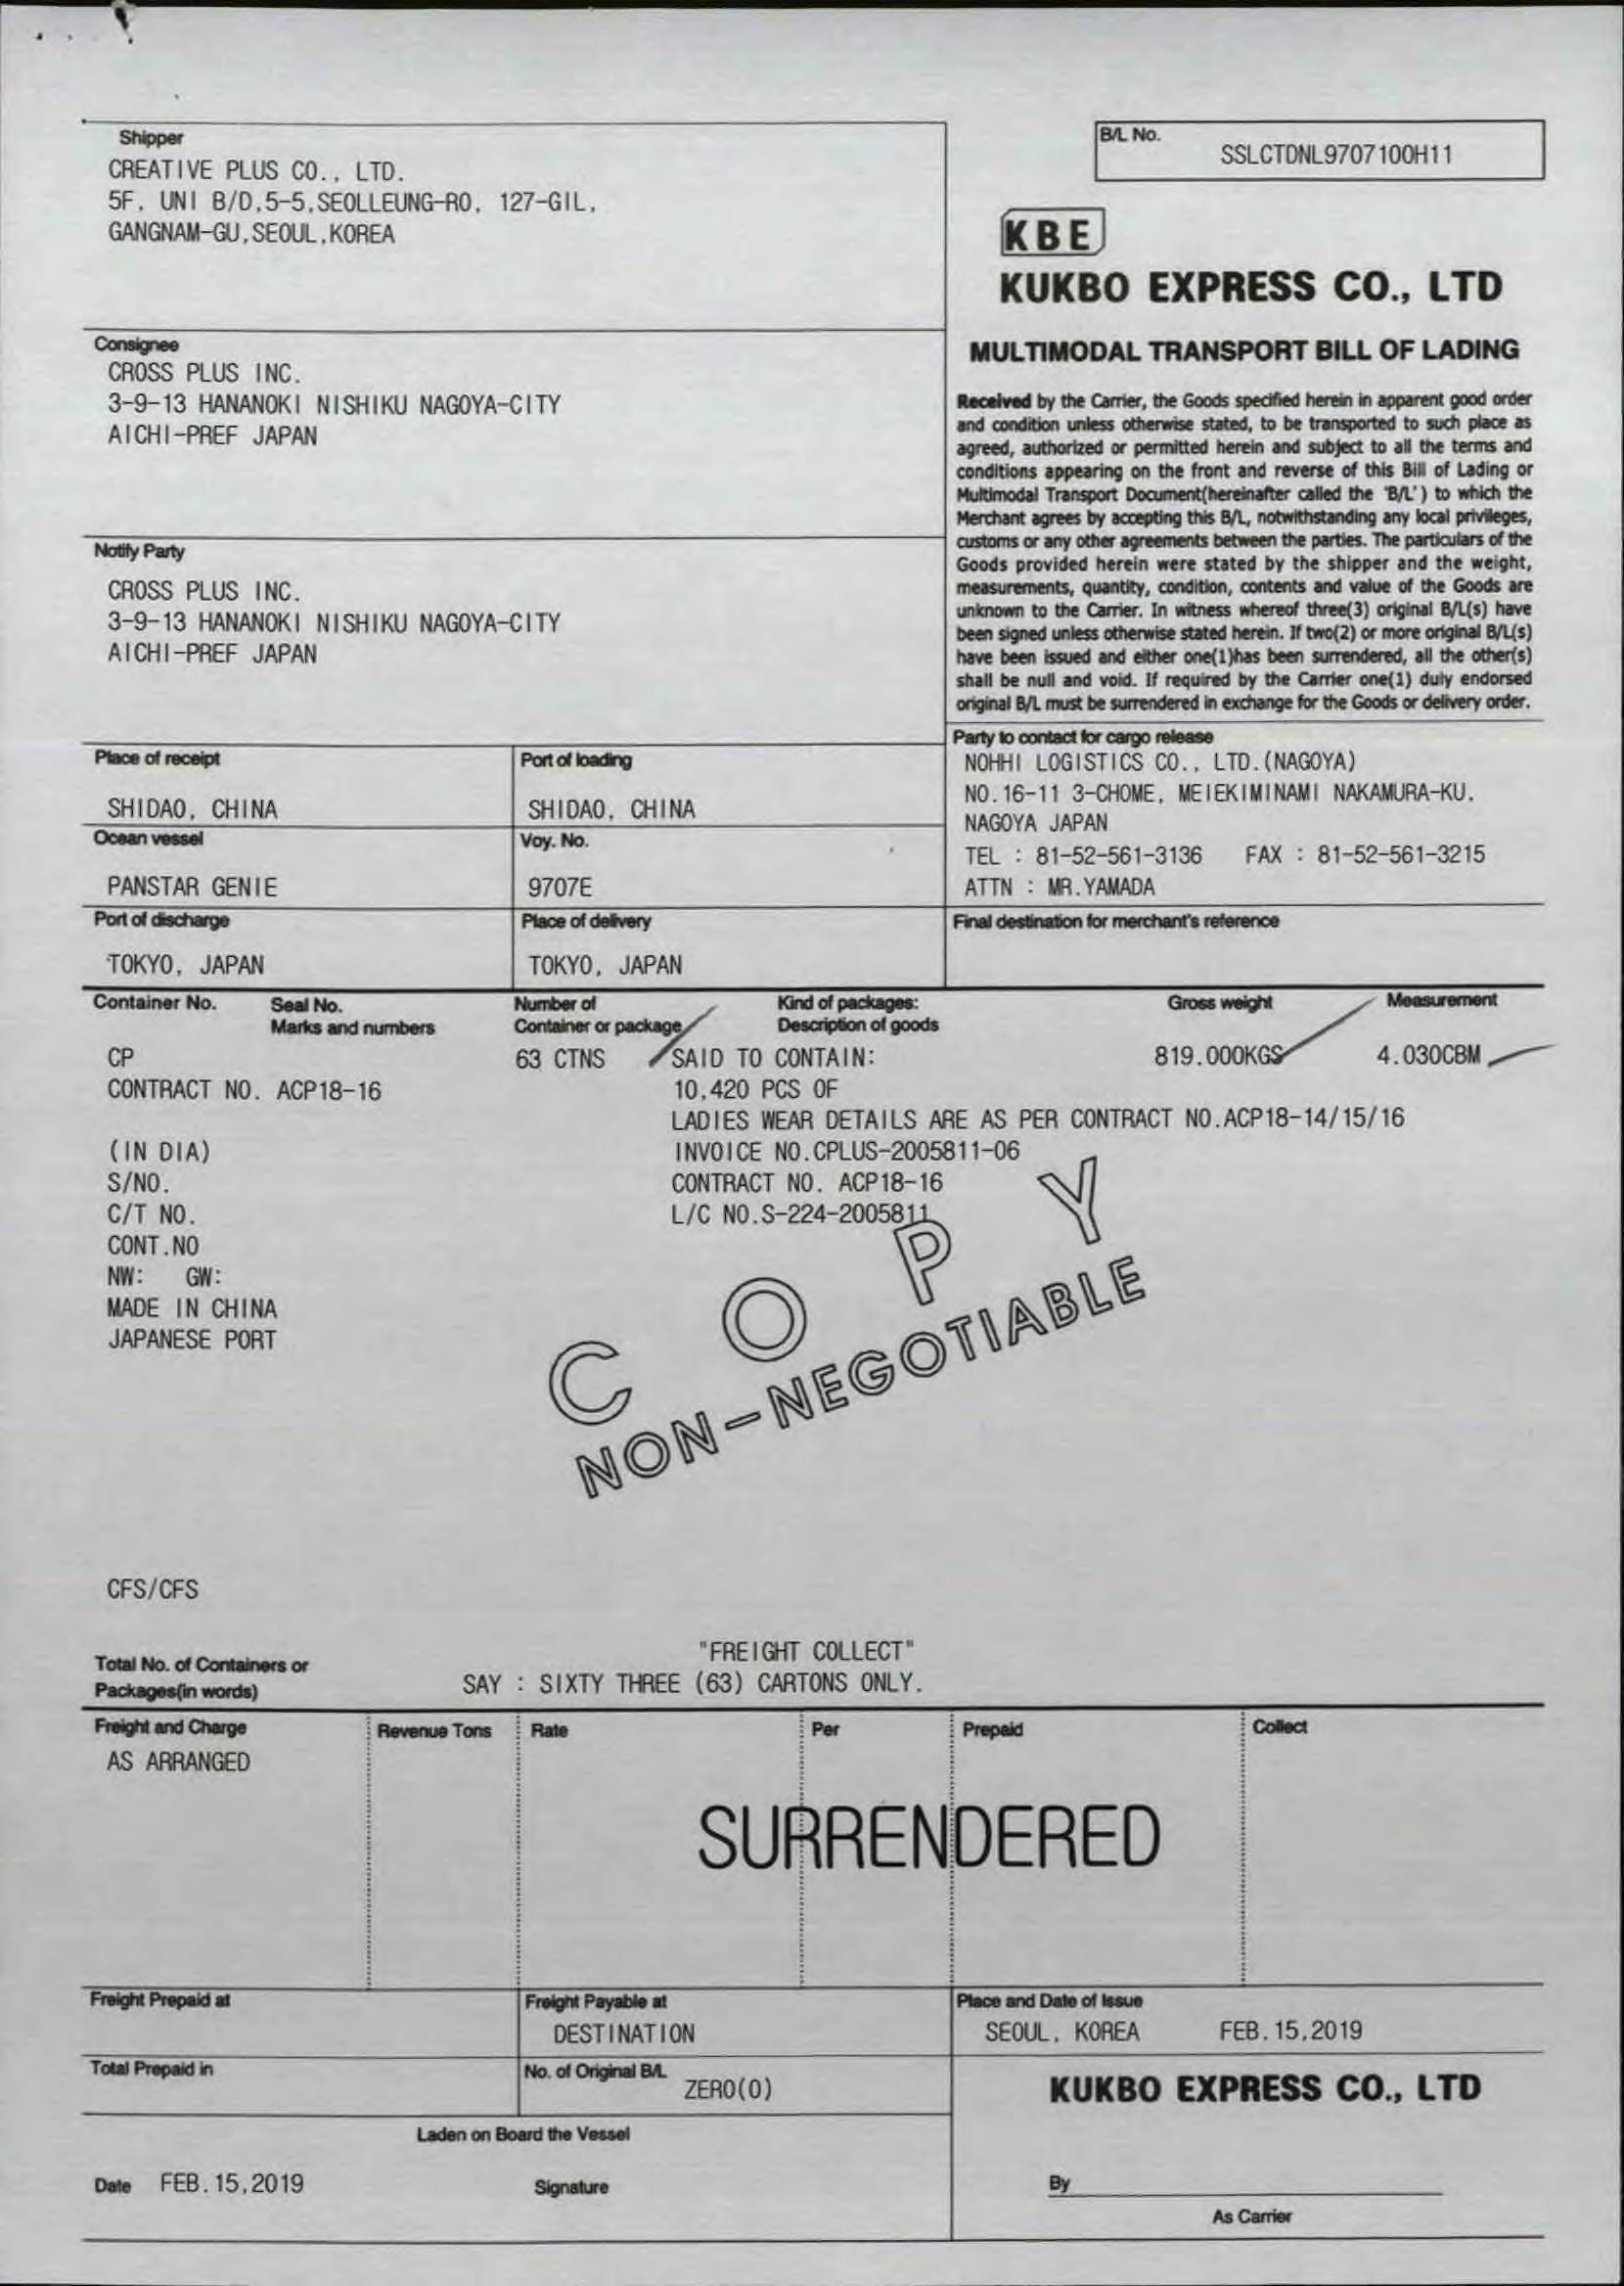 Shipper
CREATIVE PLUS CO., LTD.
5F, UNI B/D,5-5,SEOLLEUNG-RO, 127-GIL,
GANGNAM-GU,SEOUL,KOREA
B/L No.
SSLCTDNL9707100H11
KBE
KUKBO EXPRESS CO., LTD
MULTIMODAL TRANSPORT BILL OF LADING
Consignee
CROSS PLUS INC.
3-9-13 HANANOKI NISHIKU NAGOYA-CITY
AICHI-PREF JAPAN
Received by the Carrier, the Goods specified herein in apparent good order
and condition unless otherwise stated, to be transported to such place as
agreed, authorized or permitted herein and subject to all the terms and
conditions appearing on the front and reverse of this Bill of Lading or
Multimodal Transport Document(hereinafter called the 'B/L') to which the
Merchant agrees by accepting this B/L, notwithstanding any local privileges,
customs or any other agreements between the parties. The particulars of the
Goods provided herein were stated by the shipper and the weight,
measurements, quantity, condition, contents and value of the Goods are
unknown to the Carrier. In witness whereof three(3) original B/L(s) have
been signed unless otherwise stated herein. If two(2) or more original B/L(s)
have been issued and either one(1)has been surrendered, all the other(s)
shall be null and void. If required by the Carrier one(1) duly endorsed
original B/L must be surrendered in exchange for the Goods or delivery order.
Notify Party
CROSS PLUS INC.
3-9-13 HANANOKI NISHIKU NAGOYA-CITY
AICHI-PREF JAPAN
Party to contact for cargo release
NOHHI LOGISTICS CO., LTD.(NAGOYA)
NO.16-11 3-CHOME, MEIEKIMINAMI NAKAMURA-KU.
NAGOYA JAPAN
TEL : 81-52-561-3136 FAX : 81-52-561-3215
ATTN : MR.YAMADA
Place of receipt
SHIDAO, CHINA
Port of loading
SHIDAO, CHINA
Ocean vessel
PANSTAR GENIE
Voy. No.
9707E
Port of discharge
TOKYO, JAPAN
Place of delivery
TOKYO, JAPAN
Final destination for merchant's reference
Container No. Seal No.
Marks and numbers
Number of
Container or package
Kind of packages:
Description of goods
Gross weight
Measurement
CP 63 CTNS SAID TO CONTAIN: 819.000KGS 4.030CBM
CONTRACT NO. ACP18-16 10,420 PCS OF
LADIES WEAR DETAILS ARE AS PER CONTRACT NO.ACP18-14/15/16
(IN DIA) INVOICE NO.CPLUS-2005811-06
S/NO. CONTRACT NO. ACP18-16
C/T NO. L/C NO.S-224-2005811
CONT.NO
NW: GW:
MADE IN CHINA
JAPANESE PORT
COPY
NON-NEGOTIABLE
CFS/CFS
"FREIGHT COLLECT"
Total No. of Containers or
Packages(in words)
SAY : SIXTY THREE (63) CARTONS ONLY.
Freight and Charge Revenue Tons Rate Per Prepaid Collect
AS ARRANGED
SURRENDERED
Freight Prepaid at
Freight Payable at
DESTINATION
Place and Date of Issue
SEOUL, KOREA FEB.15,2019
Total Prepaid in
No. of Original B/L
ZERO(0)
KUKBO EXPRESS CO., LTD
Laden on Board the Vessel
Date FEB.15,2019 Signature
By
As Carrier